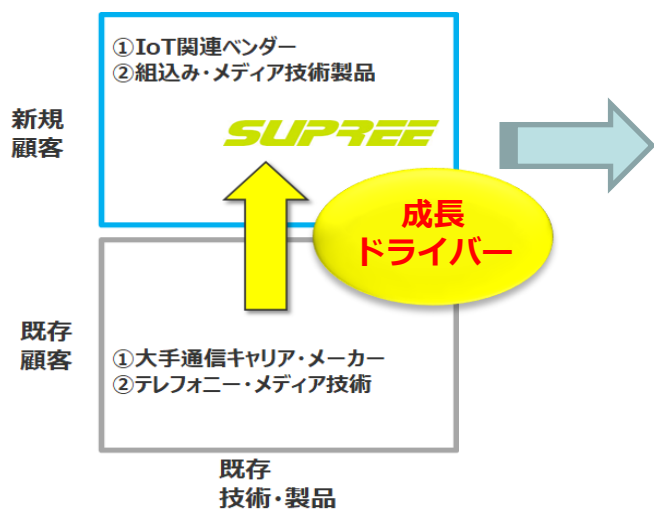 新規
顧客
①IoT関連ベンダー
②組込み・メディア技術製品
SUPREE
成長
ドライバー
既存
顧客
①大手通信キャリア・メーカー
②テレフォニー・メディア技術
既存
技術・製品